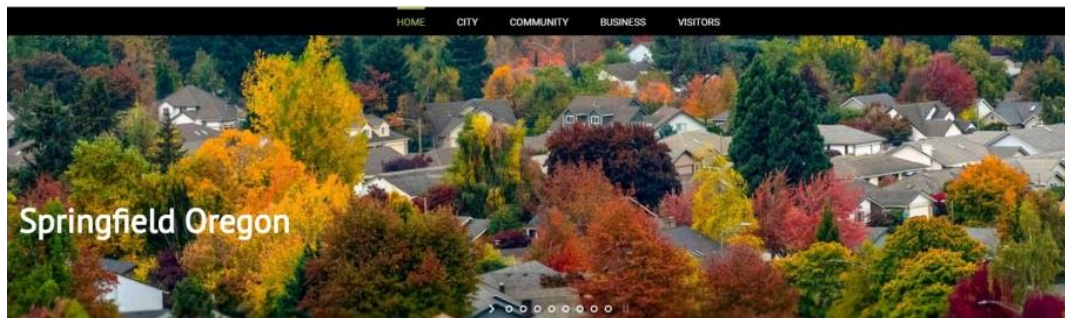 HOME CITY COMMUNITY BUSINESS VISITORS
Springfield Oregon